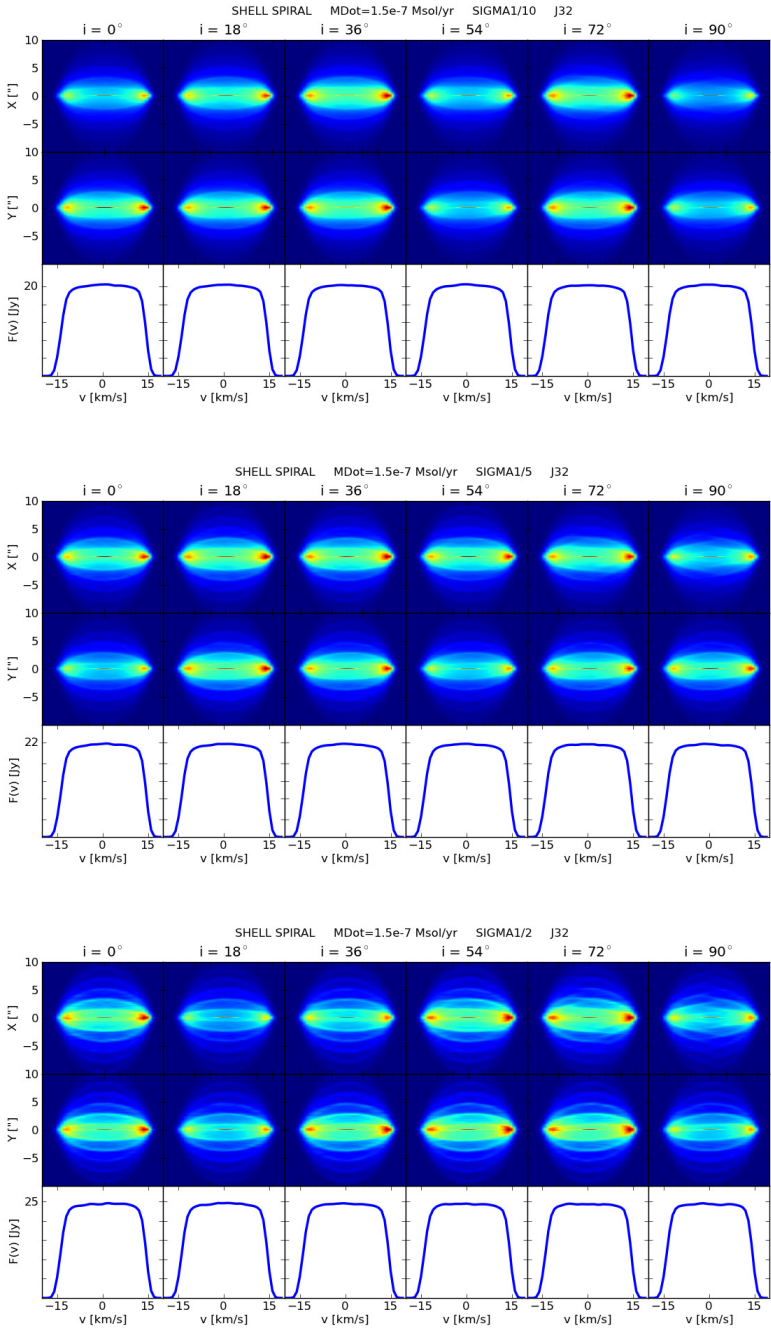 SHELL SPIRAL MDot=1.5e-7 Msol/yr SIGMA1/10 J32
i = 0° i = 18° i = 36° i = 54° i = 72° i = 90°
10
5
X ["] 0
−5
10
5
Y ["] 0
−5
20
F(v) [Jy]
−15 0 15 −15 0 15 −15 0 15 −15 0 15 −15 0 15 −15 0 15
v [km/s] v [km/s] v [km/s] v [km/s] v [km/s] v [km/s]
SHELL SPIRAL MDot=1.5e-7 Msol/yr SIGMA1/5 J32
i = 0° i = 18° i = 36° i = 54° i = 72° i = 90°
10
5
X ["] 0
−5
10
5
Y ["] 0
−5
22
F(v) [Jy]
−15 0 15 −15 0 15 −15 0 15 −15 0 15 −15 0 15 −15 0 15
v [km/s] v [km/s] v [km/s] v [km/s] v [km/s] v [km/s]
SHELL SPIRAL MDot=1.5e-7 Msol/yr SIGMA1/2 J32
i = 0° i = 18° i = 36° i = 54° i = 72° i = 90°
10
5
X ["] 0
−5
10
5
Y ["] 0
−5
25
F(v) [Jy]
−15 0 15 −15 0 15 −15 0 15 −15 0 15 −15 0 15 −15 0 15
v [km/s] v [km/s] v [km/s] v [km/s] v [km/s] v [km/s]